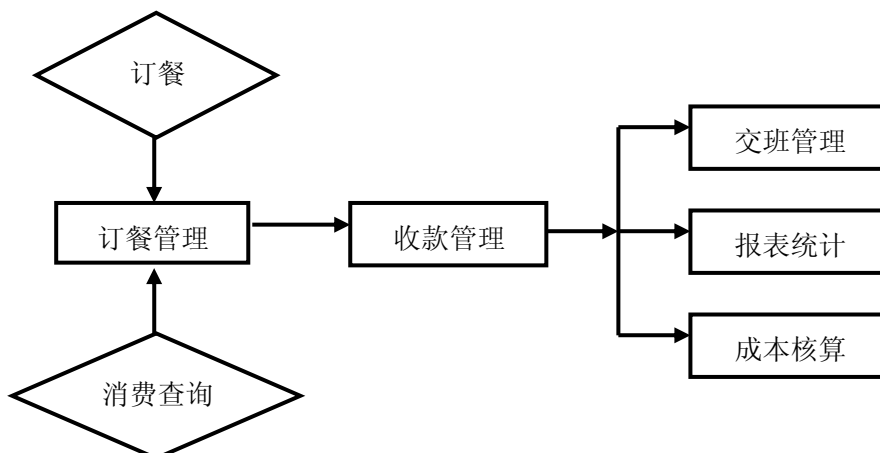 订餐
交班管理
订餐管理
收款管理
报表统计
成本核算
消费查询